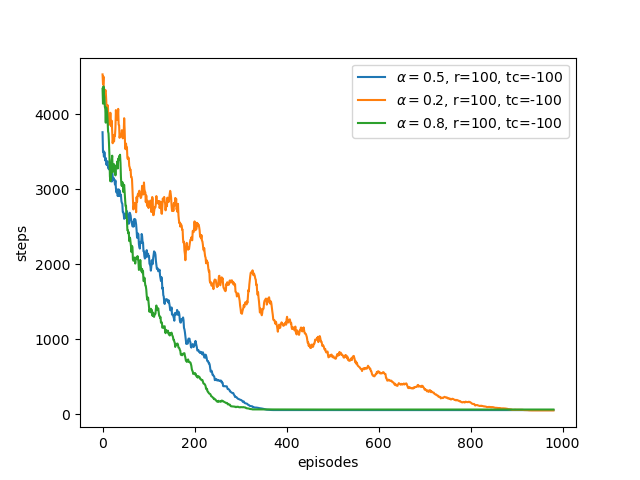 α = 0.5, r=100, tc=-100
α = 0.2, r=100, tc=-100
α = 0.8, r=100, tc=-100
4000
3000
2000
1000
0
steps
0 200 400 600 800 1000
episodes